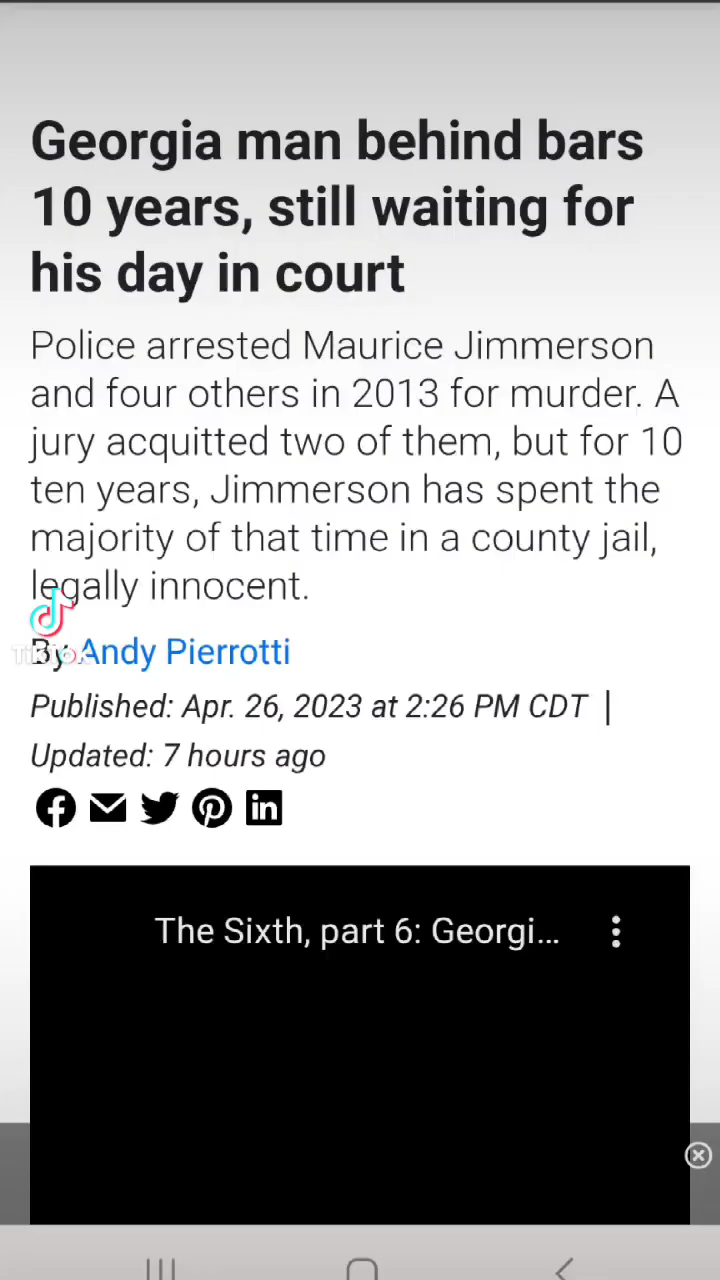 Georgia man behind bars
10 years, still waiting for
his day in court
Police arrested Maurice Jimmerson
and four others in 2013 for murder. A
jury acquitted two of them, but for 10
ten years, Jimmerson has spent the
majority of that time in a county jail,
legally innocent.
TikTok
By Andy Pierrotti
Published: Apr. 26, 2023 at 2:26 PM CDT |
Updated: 7 hours ago
The Sixth, part 6: Georgi...